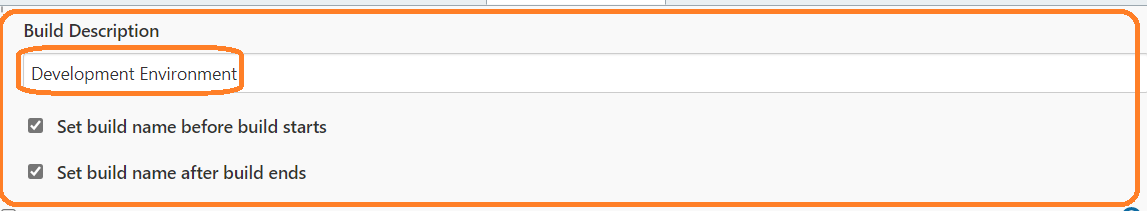 Build Description
Development Environment
Set build name before build starts
Set build name after build ends